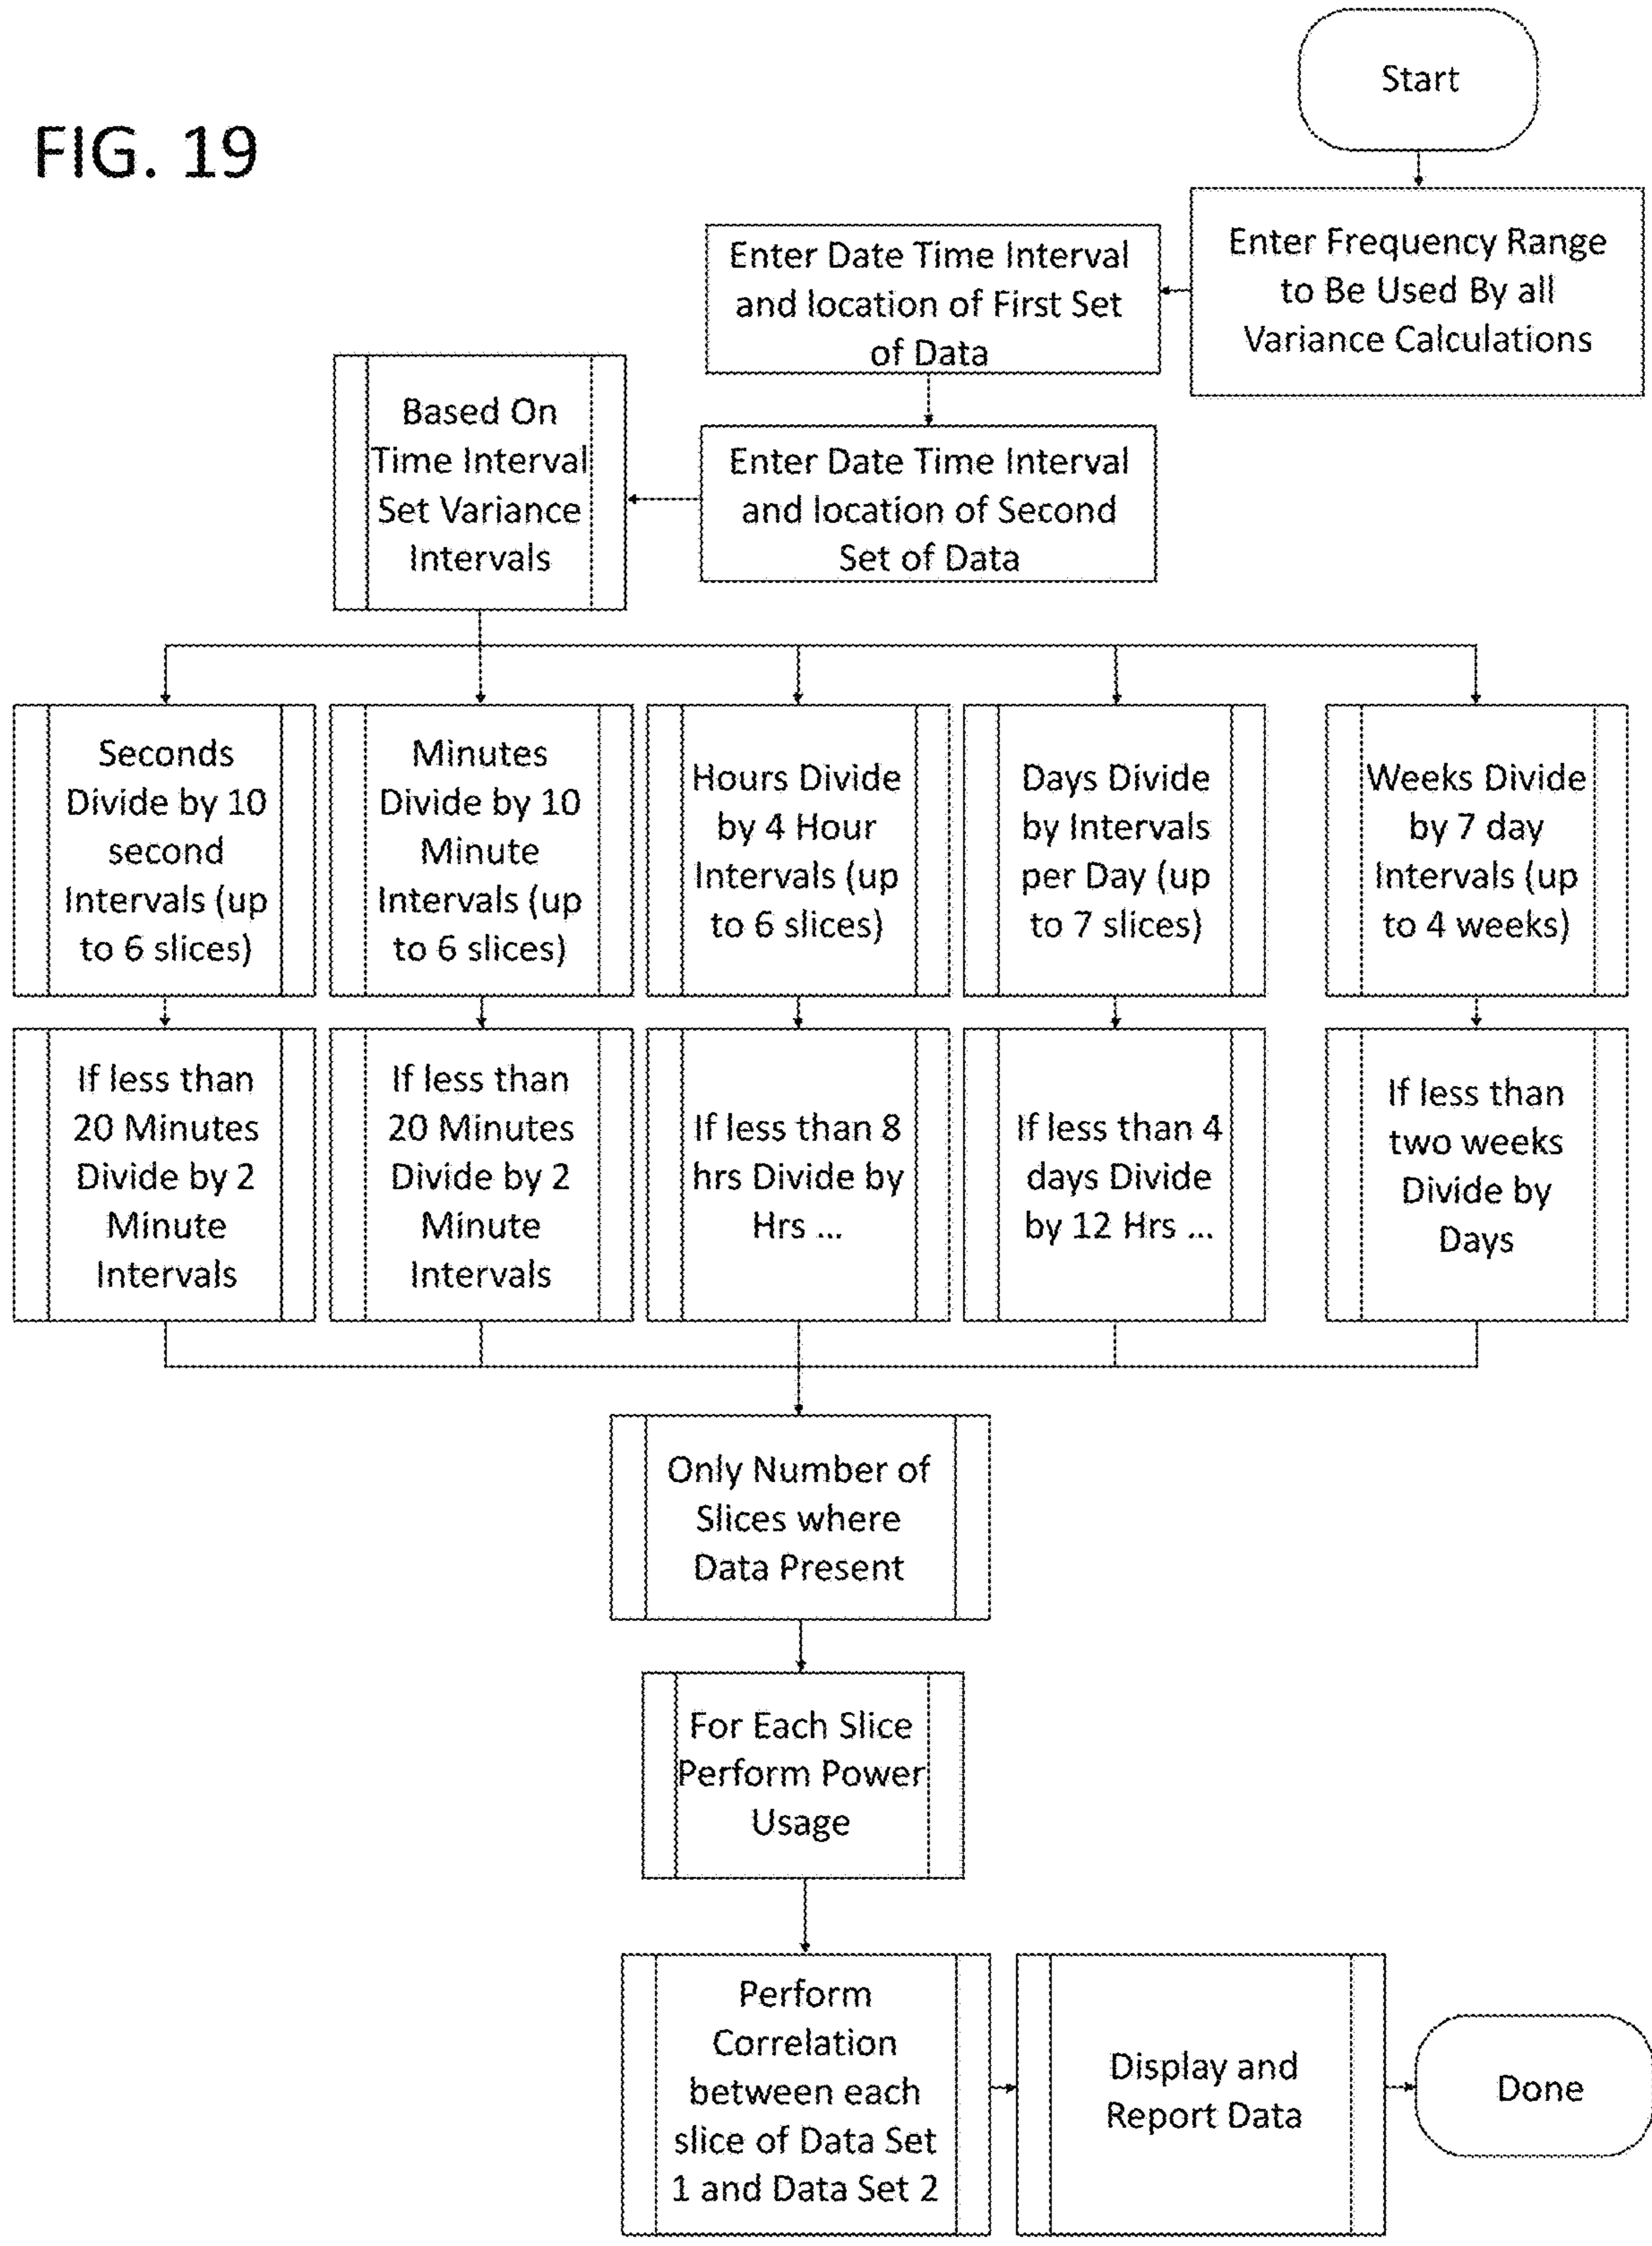 FIG. 19
Start
Enter Frequency Range
to Be Used By all
Variance Calculations
Enter Date Time Interval
and location of First Set
of Data
Enter Date Time Interval
and location of Second
Set of Data
Based On
Time Interval
Set Variance
Intervals
Seconds
Divide by 10
second
Intervals (up
to 6 slices)
Minutes
Divide by 10
Minute
Intervals (up
to 6 slices)
Hours Divide
by 4 Hour
Intervals (up
to 6 slices)
Days Divide
by Intervals
per Day (up
to 7 slices)
Weeks Divide
by 7 day
Intervals (up
to 4 weeks)
If less than
20 Minutes
Divide by 2
Minute
Intervals
If less than
20 Minutes
Divide by 2
Minute
Intervals
If less than 8
hrs Divide by
Hrs ...
If less than 4
days Divide
by 12 Hrs ...
If less than
two weeks
Divide by
Days
Only Number of
Slices where
Data Present
For Each Slice
Perform Power
Usage
Perform
Correlation
between each
slice of Data Set
1 and Data Set 2
Display and
Report Data
Done